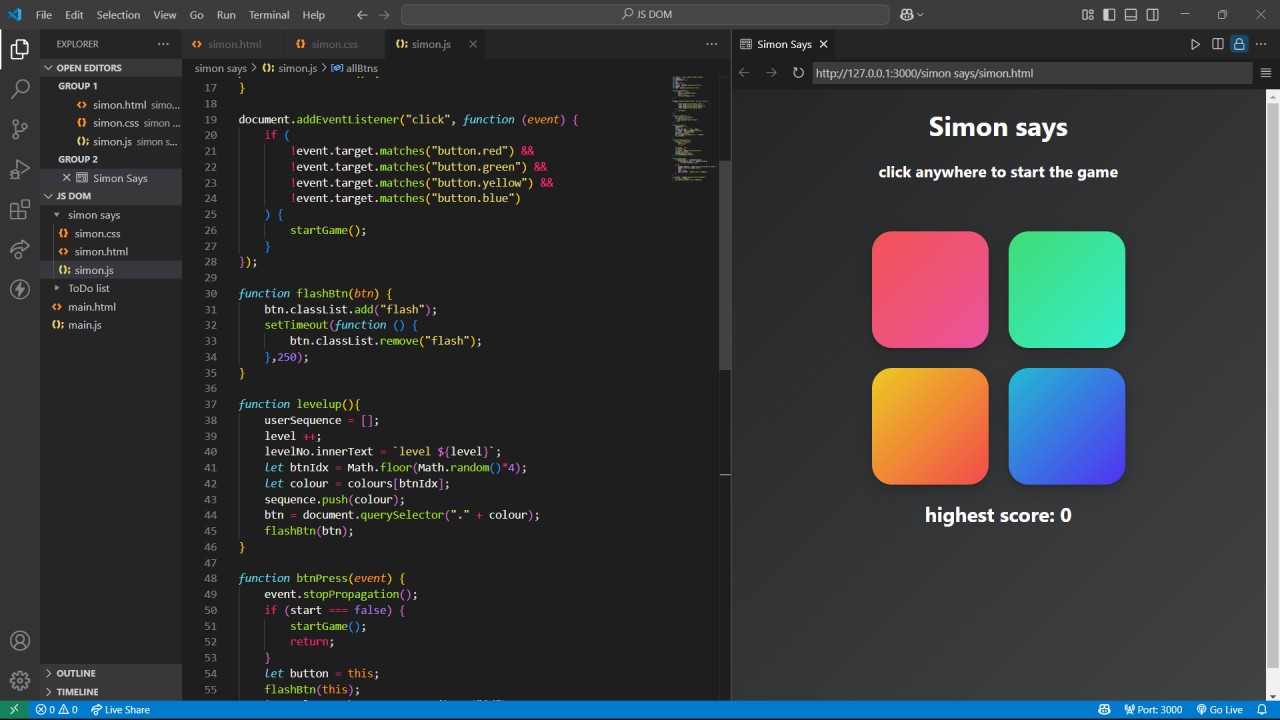 File Edit Selection View Go Run Terminal Help
JS DOM
EXPLORER
OPEN EDITORS
GROUP 1
simon.html simo...
simon.css simon ...
simon.js simon s...
GROUP 2
Simon Says
JS DOM
simon says
simon.css
simon.html
simon.js
ToDo list
main.html
main.js
OUTLINE
TIMELINE
simon.html simon.css simon.js
simon says > simon.js > allBtns
17 }
18
19 document.addEventListener("click", function (event) {
20 if (
21 !event.target.matches("button.red") &&
22 !event.target.matches("button.green") &&
23 !event.target.matches("button.yellow") &&
24 !event.target.matches("button.blue")
25 ) {
26 startGame();
27 }
28 });
29
30 function flashBtn(btn) {
31 btn.classList.add("flash");
32 setTimeout(function () {
33 btn.classList.remove("flash");
34 },250);
35 }
36
37 function levelup(){
38 userSequence = [];
39 level ++;
40 levelNo.innerText = `level ${level}`;
41 let btnIdx = Math.floor(Math.random()*4);
42 let colour = colours[btnIdx];
43 sequence.push(colour);
44 btn = document.querySelector("." + colour);
45 flashBtn(btn);
46 }
47
48 function btnPress(event) {
49 event.stopPropagation();
50 if (start === false) {
51 startGame();
52 return;
53 }
54 let button = this;
55 flashBtn(this);
Simon Says
http://127.0.0.1:3000/simon says/simon.html
Simon says
click anywhere to start the game
highest score: 0
0 0 Live Share
Port: 3000 Go Live